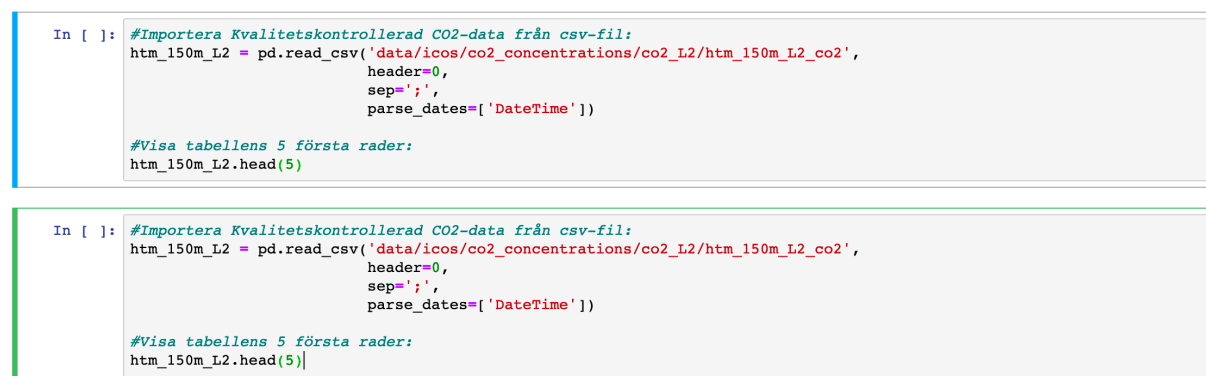 In [ ]: #Importera Kvalitetskontrollerad CO2-data från csv-fil:
htm_150m_L2 = pd.read_csv('data/icos/co2_concentrations/co2_L2/htm_150m_L2_co2',
header=0,
sep=';',
parse_dates=['DateTime'])
#Visa tabellens 5 första rader:
htm_150m_L2.head(5)
In [ ]: #Importera Kvalitetskontrollerad CO2-data från csv-fil:
htm_150m_L2 = pd.read_csv('data/icos/co2_concentrations/co2_L2/htm_150m_L2_co2',
header=0,
sep=';',
parse_dates=['DateTime'])
#Visa tabellens 5 första rader:
htm_150m_L2.head(5)